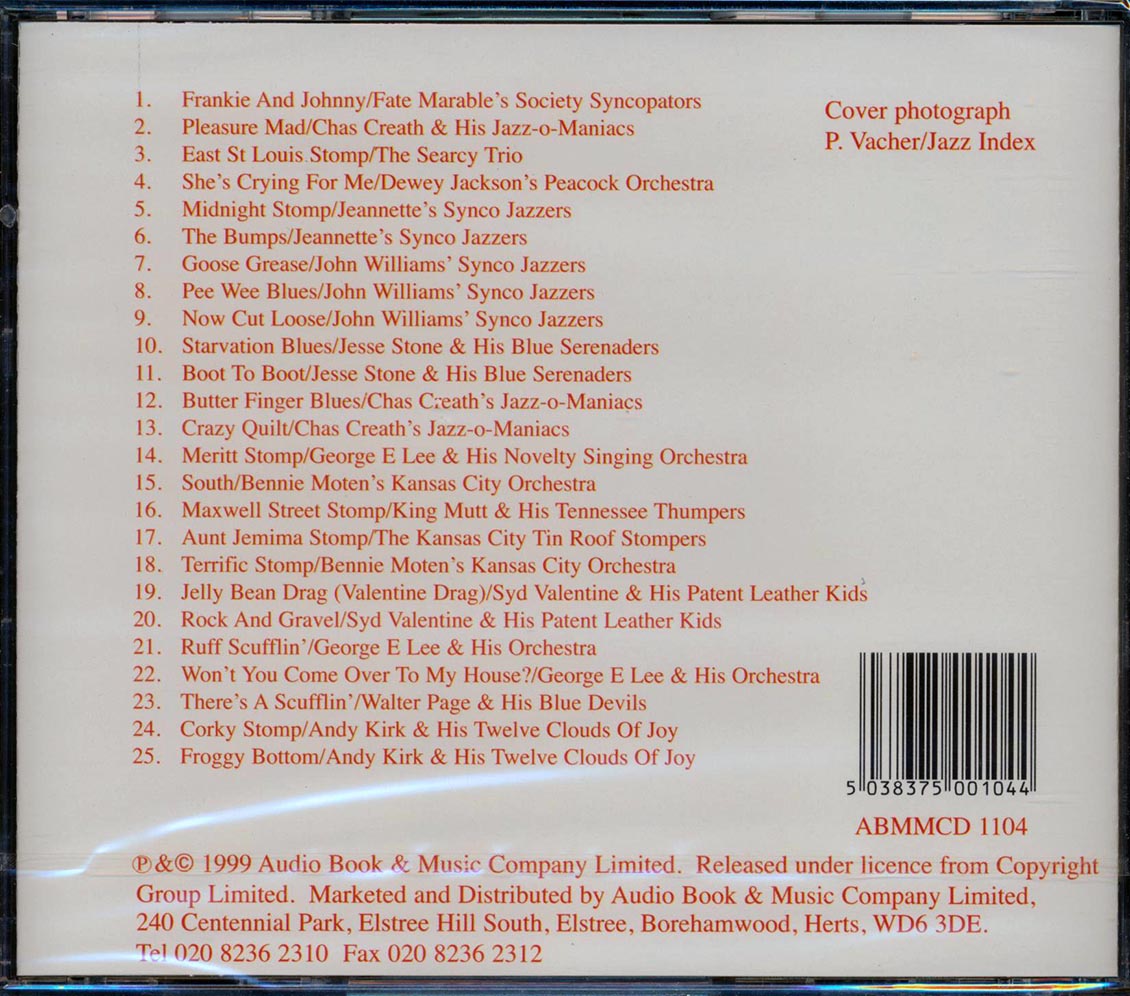 1. Frankie And Johnny/Fate Marable's Society Syncopators
2. Pleasure Mad/Chas Creath & His Jazz-o-Maniacs
3. East St Louis Stomp/The Searcy Trio
4. She's Crying For Me/Dewey Jackson's Peacock Orchestra
5. Midnight Stomp/Jeannette's Synco Jazzers
6. The Bumps/Jeannette's Synco Jazzers
7. Goose Grease/John Williams' Synco Jazzers
8. Pee Wee Blues/John Williams' Synco Jazzers
9. Now Cut Loose/John Williams' Synco Jazzers
10. Starvation Blues/Jesse Stone & His Blue Serenaders
11. Boot To Boot/Jesse Stone & His Blue Serenaders
12. Butter Finger Blues/Chas Creath's Jazz-o-Maniacs
13. Crazy Quilt/Chas Creath's Jazz-o-Maniacs
14. Meritt Stomp/George E Lee & His Novelty Singing Orchestra
15. South/Bennie Moten's Kansas City Orchestra
16. Maxwell Street Stomp/King Mutt & His Tennessee Thumpers
17. Aunt Jemima Stomp/The Kansas City Tin Roof Stompers
18. Terrific Stomp/Bennie Moten's Kansas City Orchestra
19. Jelly Bean Drag (Valentine Drag)/Syd Valentine & His Patent Leather Kids
20. Rock And Gravel/Syd Valentine & His Patent Leather Kids
21. Ruff Scufflin'/George E Lee & His Orchestra
22. Won't You Come Over To My House?/George E Lee & His Orchestra
23. There's A Scufflin'/Walter Page & His Blue Devils
24. Corky Stomp/Andy Kirk & His Twelve Clouds Of Joy
25. Froggy Bottom/Andy Kirk & His Twelve Clouds Of Joy
Cover photograph
P. Vacher/Jazz Index
5 038375 001044
ABMMCD 1104
℗&© 1999 Audio Book & Music Company Limited. Released under licence from Copyright
Group Limited. Marketed and Distributed by Audio Book & Music Company Limited,
240 Centennial Park, Elstree Hill South, Elstree, Borehamwood, Herts, WD6 3DE.
Tel 020 8236 2310 Fax 020 8236 2312